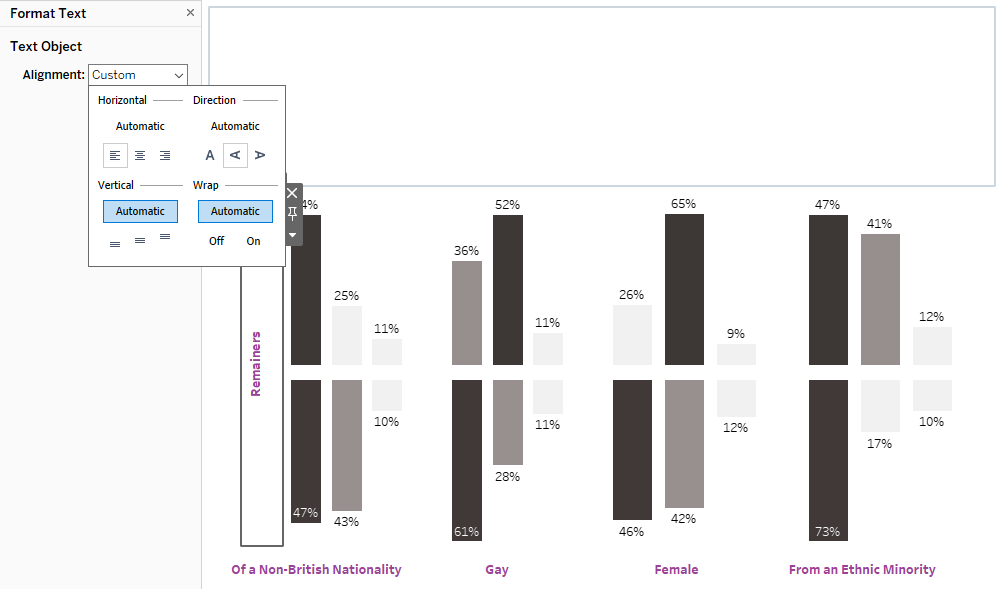 Format Text
Text Object
Alignment: Custom
Horizontal Direction
Automatic Automatic
A A A
Vertical Wrap
Automatic Automatic
Off On
4% 52% 65% 47%
41%
36%
25% 26%
11% 11% 9% 12%
Remainers
10% 11% 12% 10%
17%
28%
47% 43% 46% 42%
61% 73%
Of a Non-British Nationality Gay Female From an Ethnic Minority